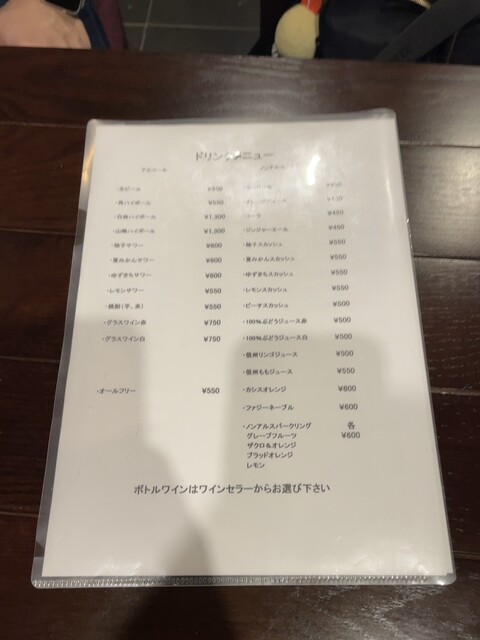 ドリンクメニュー
アルコール
ノンアルコール
・生ビール
・角ハイボール ¥550
・白州ハイボール ¥1,300
・山崎ハイボール ¥1,300
・柚子サワー ¥600
・夏みかんサワー ¥600
・ゆずきちサワー ¥600
・レモンサワー ¥550
・焼酎(芋、麦) ¥550
・グラスワイン赤 ¥750
・グラスワイン白 ¥750
・オールフリー ¥550
・コーラ ¥450
・ジンジャーエール ¥450
・柚子スカッシュ ¥550
・夏みかんスカッシュ ¥550
・ゆずきちスカッシュ ¥550
・レモンスカッシュ ¥550
・ピーチスカッシュ ¥500
・100%ぶどうジュース赤 ¥500
・100%ぶどうジュース白 ¥500
・信州リンゴジュース ¥500
・信州ももジュース ¥550
・カシスオレンジ ¥600
・ファジーネーブル ¥600
・ノンアルスパークリング 各
グレープフルーツ ¥600
ザクロ&オレンジ
ブラッドオレンジ
レモン
ボトルワインはワインセラーからお選び下さい